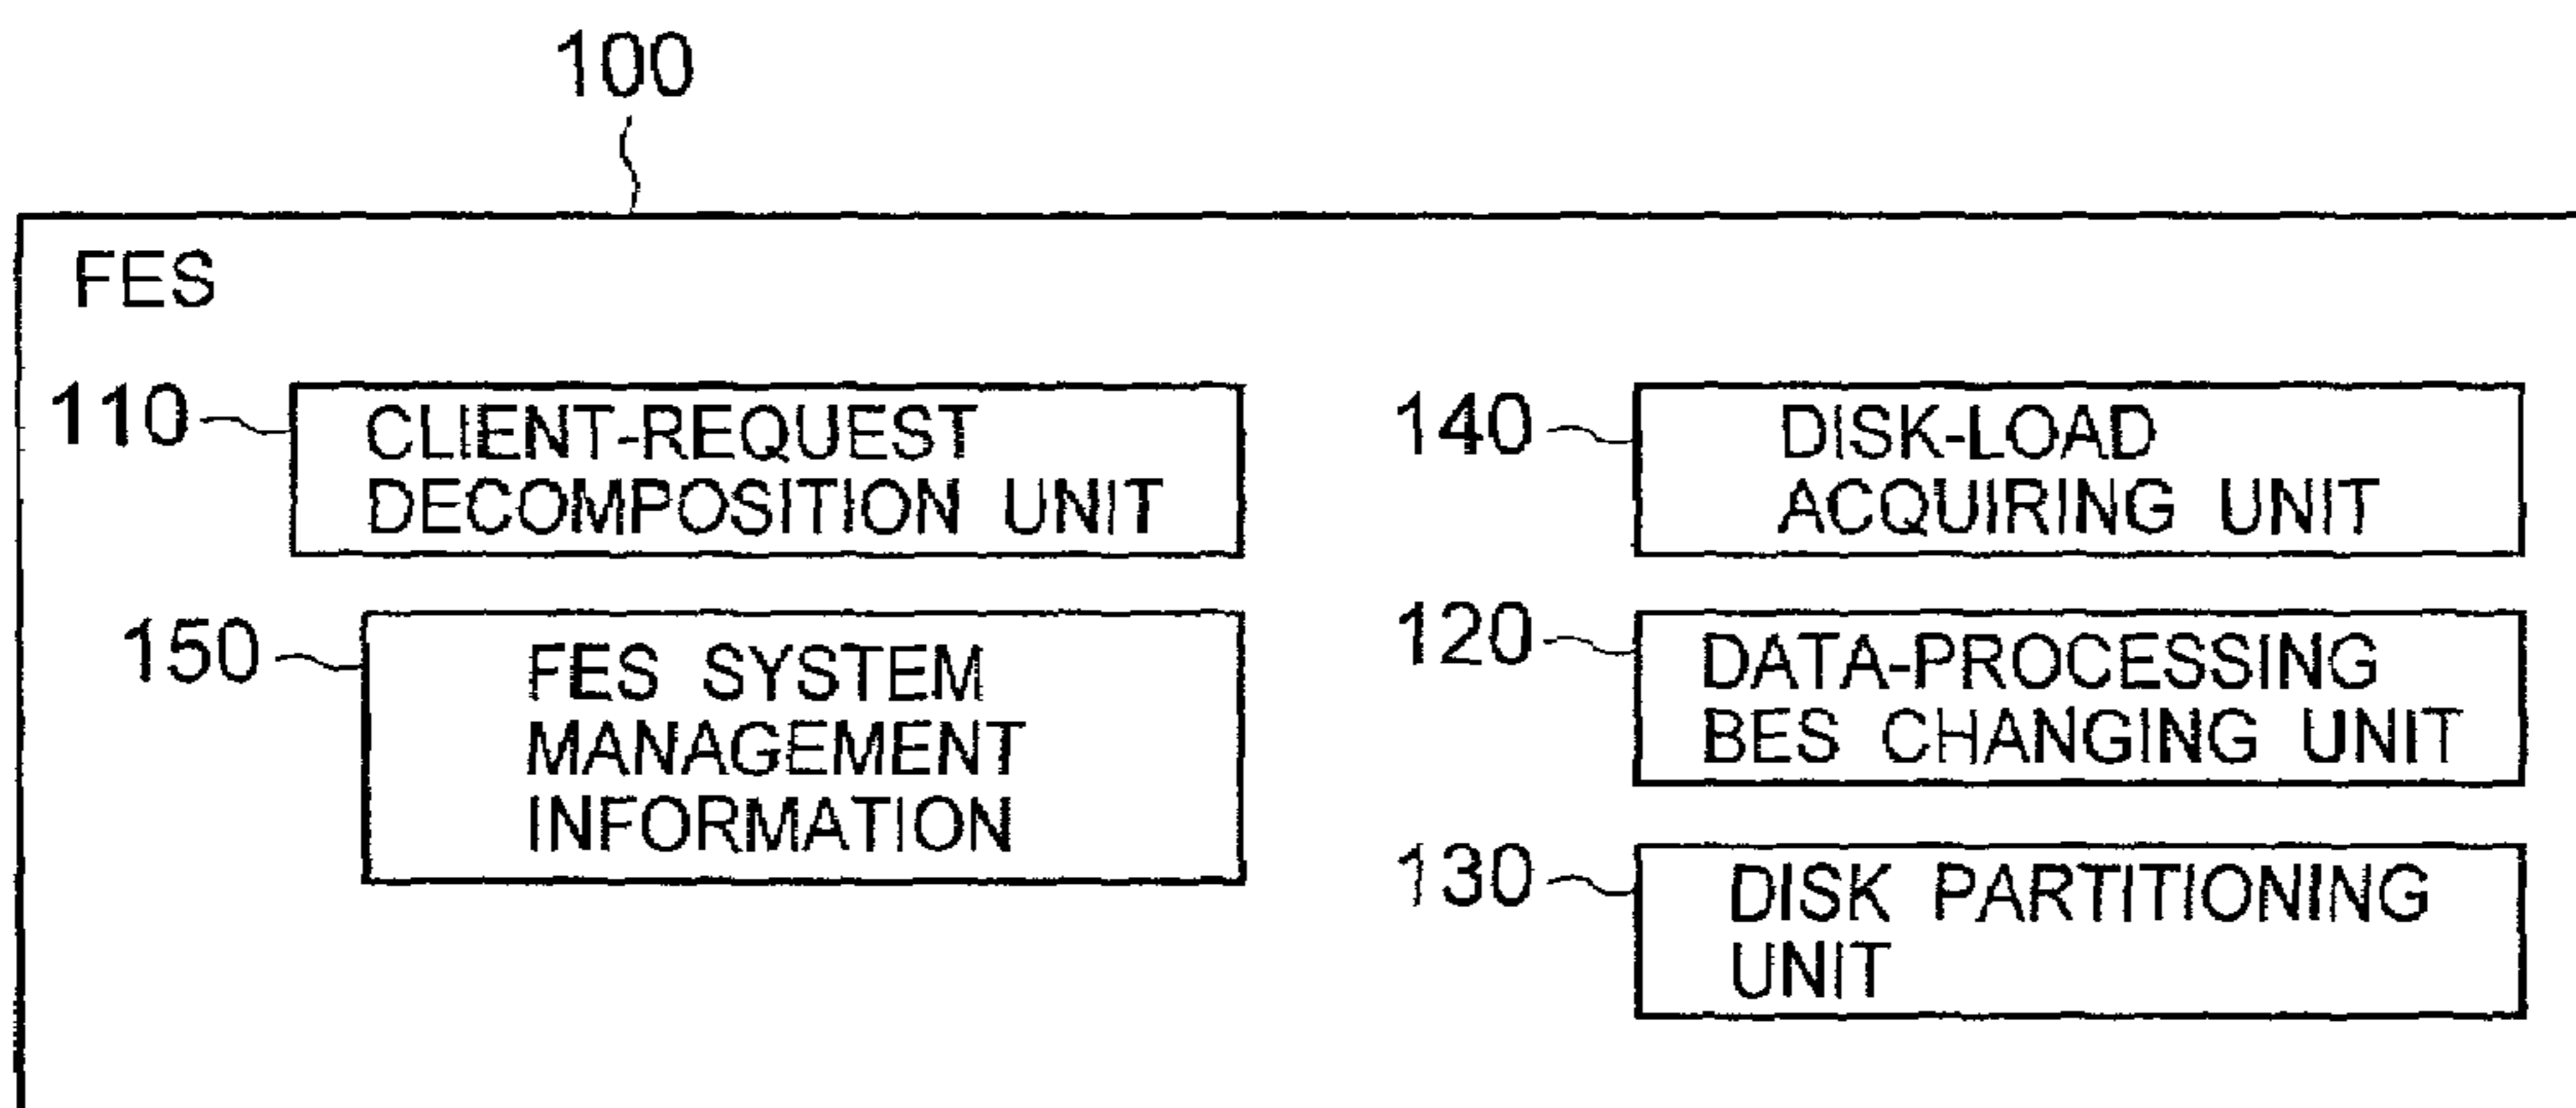 100
FES
110
CLIENT-REQUEST
DECOMPOSITION UNIT
150
FES SYSTEM
MANAGEMENT
INFORMATION
140
DISK-LOAD
ACQUIRING UNIT
120
DATA-PROCESSING
BES CHANGING UNIT
130
DISK PARTITIONING
UNIT